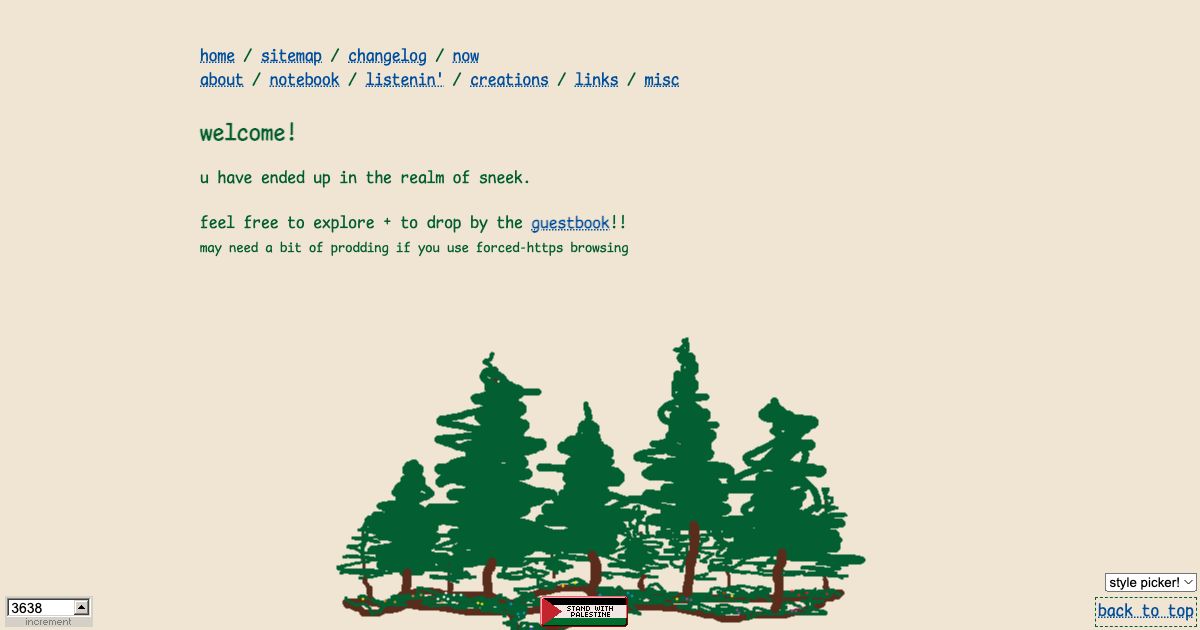 home / sitemap / changelog / now
about / notebook / listenin' / creations / links / misc
welcome!
u have ended up in the realm of sneek.
feel free to explore + to drop by the guestbook!!
may need a bit of prodding if you use forced-https browsing
STAND WITH
PALESTINE
style picker!
3638
increment
back to top